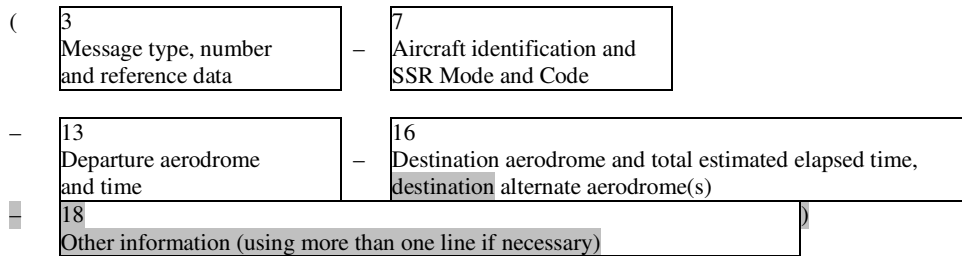 ( 3 7
Message type, number – Aircraft identification and
and reference data SSR Mode and Code
– 13 16
Departure aerodrome – Destination aerodrome and total estimated elapsed time,
and time destination alternate aerodrome(s)
– 18 )
Other information (using more than one line if necessary)